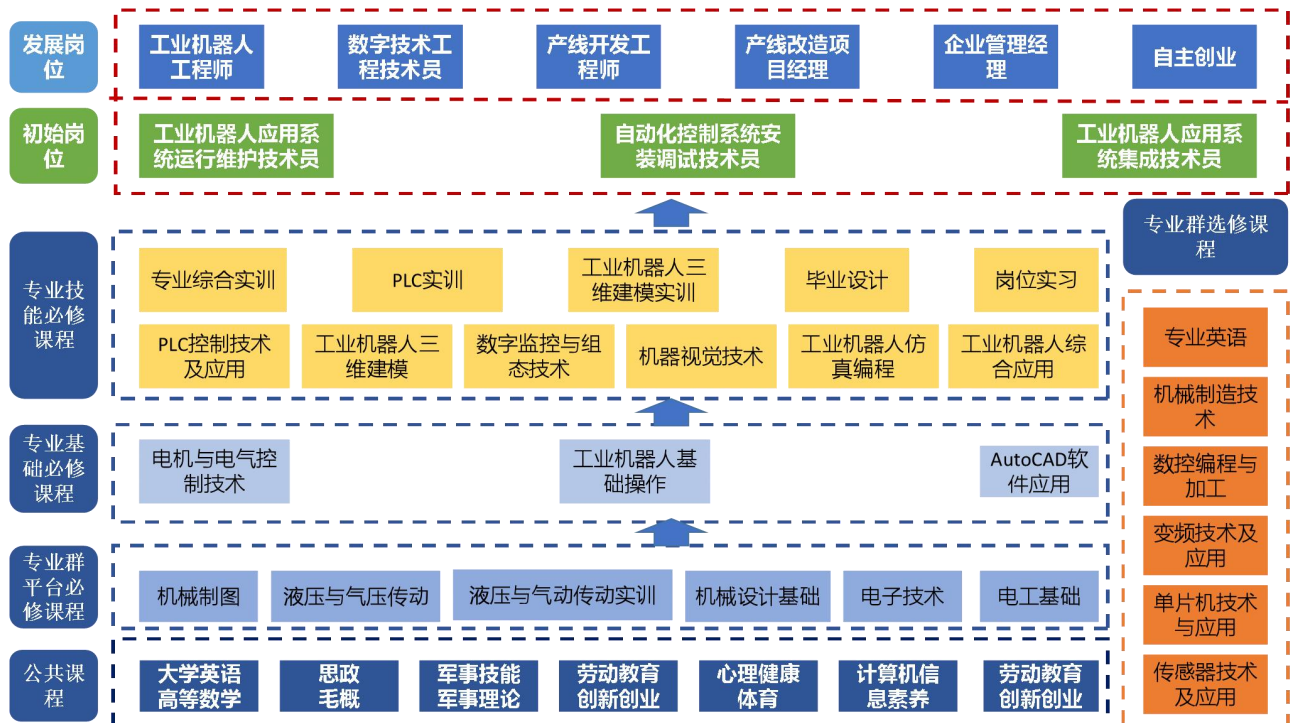 发展岗
位
工业机器人
工程师
数字技术工
程技术员
产线开发工
程师
产线改造项
目经理
企业管理经
理
自主创业
初始岗
位
工业机器人应用系
统运行维护技术员
自动化控制系统安
装调试技术员
工业机器人应用系
统集成技术员
专业技
能必修
课程
专业综合实训
PLC实训
工业机器人三
维建模实训
毕业设计
岗位实习
PLC控制技术
及应用
工业机器人三
维建模
数字监控与组
态技术
机器视觉技术
工业机器人仿
真编程
工业机器人综
合应用
专业基
础必修
课程
电机与电气控
制技术
工业机器人基
础操作
AutoCAD软
件应用
专业群
平台必
修课程
机械制图
液压与气压传动
液压与气动传动实训
机械设计基础
电子技术
电工基础
公共课
程
大学英语
高等数学
思政
毛概
军事技能
军事理论
劳动教育
创新创业
心理健康
体育
计算机信
息素养
劳动教育
创新创业
专业群选修课
程
专业英语
机械制造技
术
数控编程与
加工
变频技术及
应用
单片机技术
与应用
传感器技术
及应用